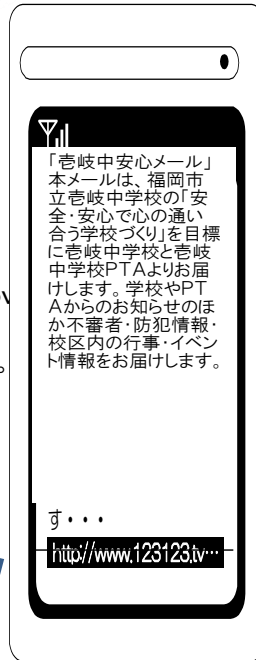 「壱岐中安心メール」
本メールは、福岡市
立壱岐中学校の「安
全・安心で心の通い
合う学校づくり」を目標
に壱岐中学校と壱岐
中学校PTAよりお届
けします。学校やPT
Aからのお知らせのほ
か不審者・防犯情報・
校区内の行事・イベン
ト情報をお届けします。
す・・・
http://www.123123.tv…